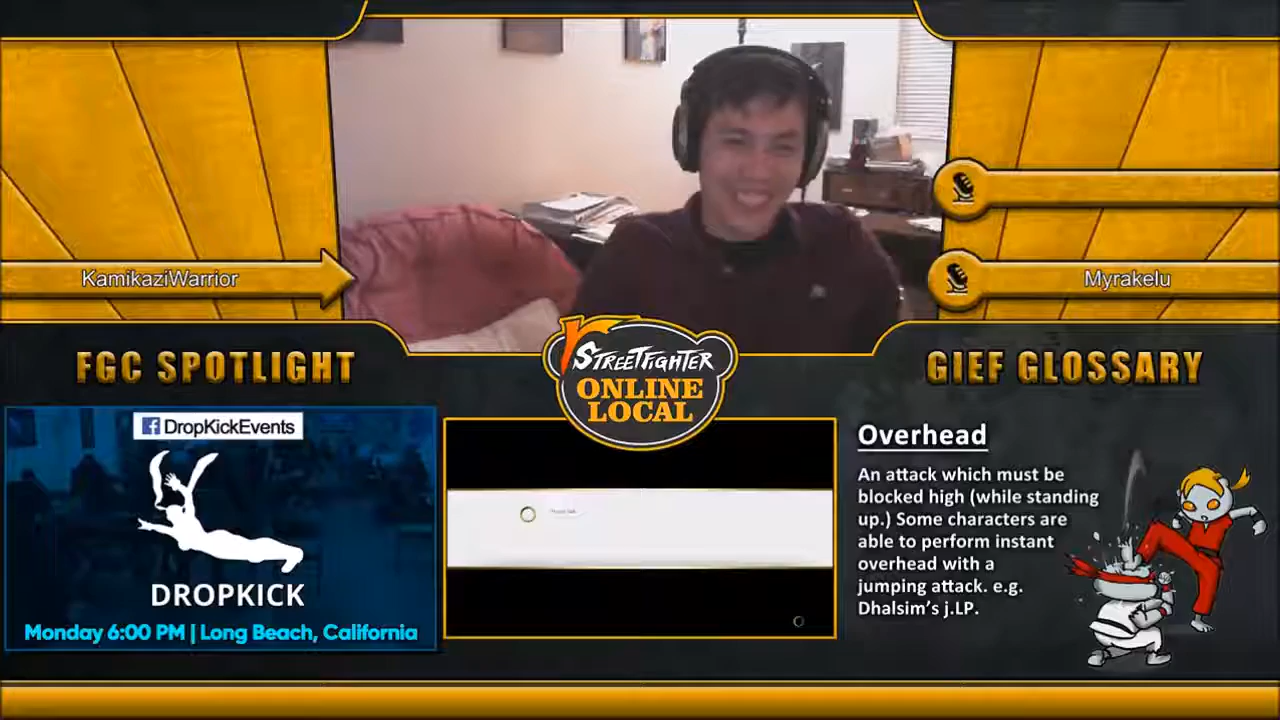 KamikaziWarrior
Myrakelu
STREETFIGHTER
ONLINE
LOCAL
FGC SPOTLIGHT
GIEF GLOSSARY
DropKickEvents
DROPKICK
Monday 6:00 PM | Long Beach, California
Overhead
An attack which must be
blocked high (while standing
up.) Some characters are
able to perform instant
overhead with a
jumping attack. e.g.
Dhalsim's j.LP.